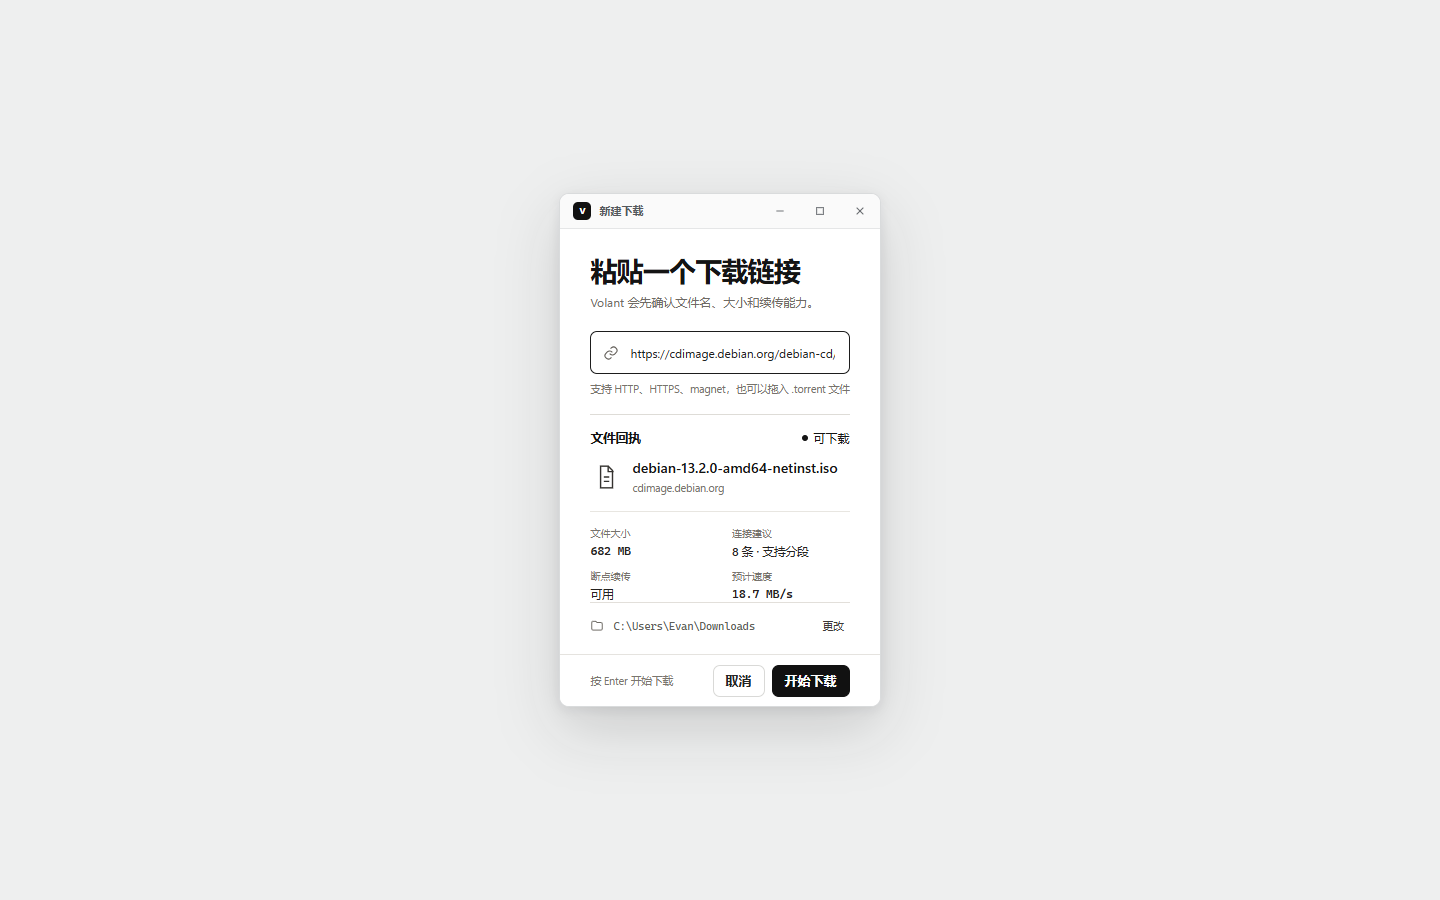 V 新建下载
粘贴一个下载链接
Volant 会先确认文件名、大小和续传能力。
https://cdimage.debian.org/debian-cd/
支持 HTTP、HTTPS、magnet，也可以拖入 .torrent 文件
文件回执 可下载
debian-13.2.0-amd64-netinst.iso
cdimage.debian.org
文件大小 连接建议
682 MB 8 条 · 支持分段
断点续传 预计速度
可用 18.7 MB/s
C:\Users\Evan\Downloads 更改
按 Enter 开始下载 取消 开始下载